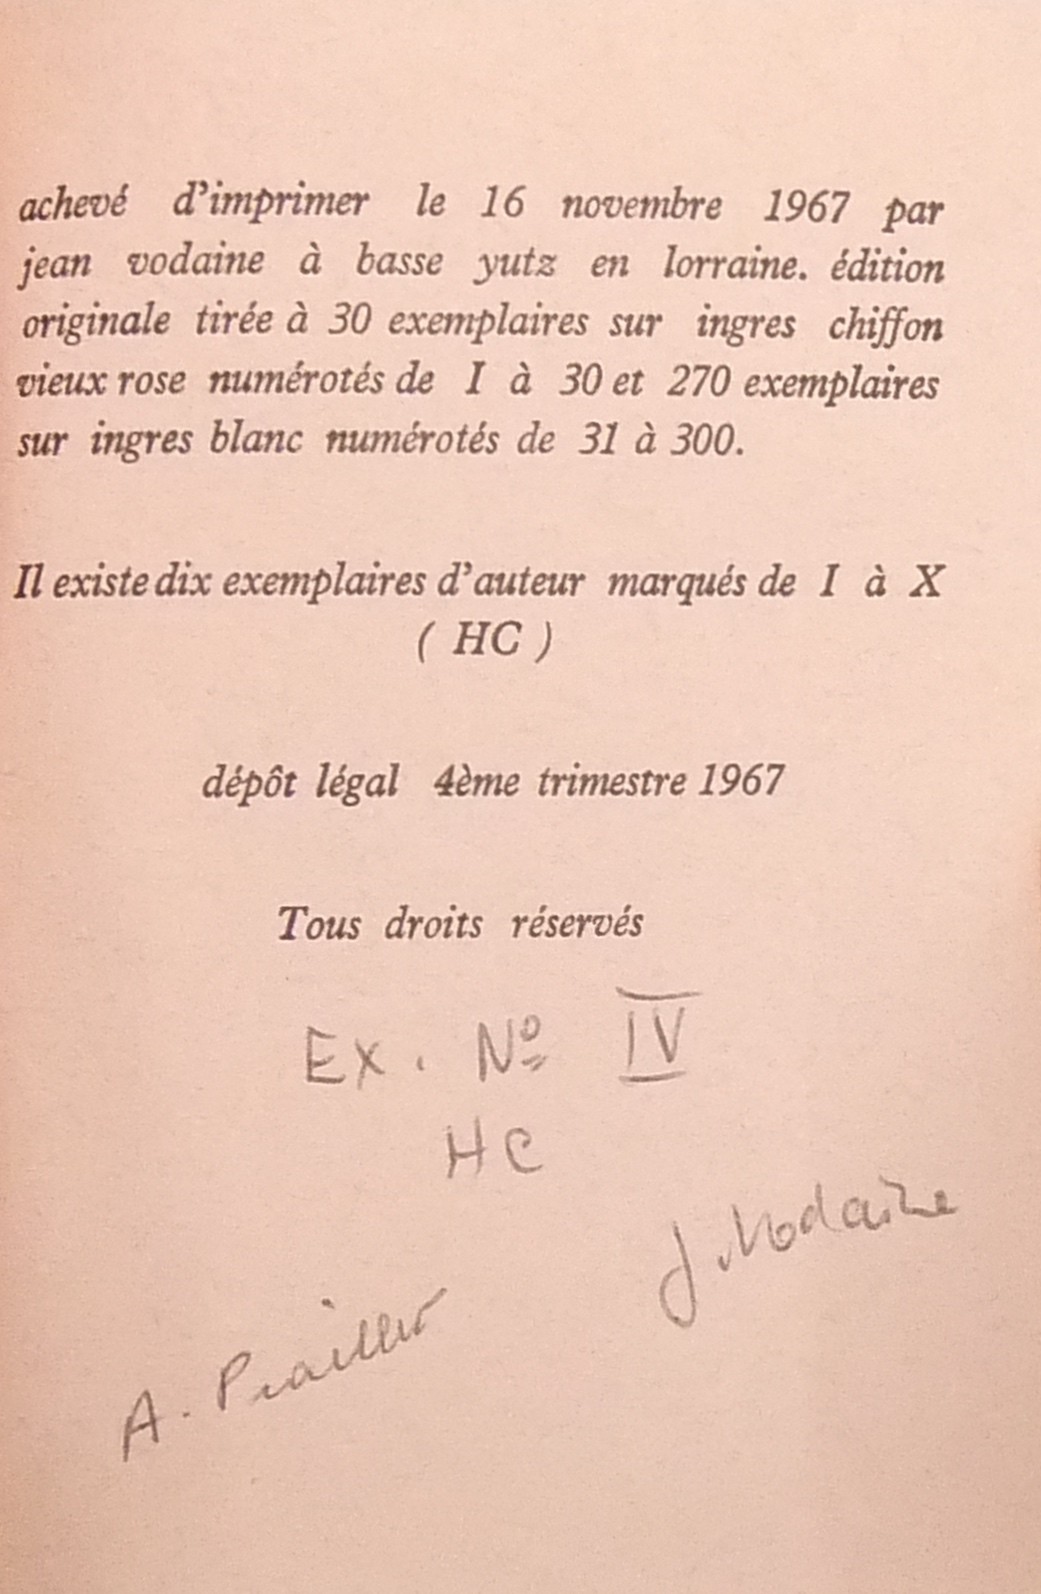 achevé d'imprimer le 16 novembre 1967 par
jean vodaine à basse yutz en lorraine. édition
originale tirée à 30 exemplaires sur ingres chiffon
vieux rose numérotés de I à 30 et 270 exemplaires
sur ingres blanc numérotés de 31 à 300.
Il existe dix exemplaires d'auteur marqués de I à X
( HC )
dépôt légal 4ème trimestre 1967
Tous droits réservés
Ex. Nº IV
HC
J Vodaine
A.